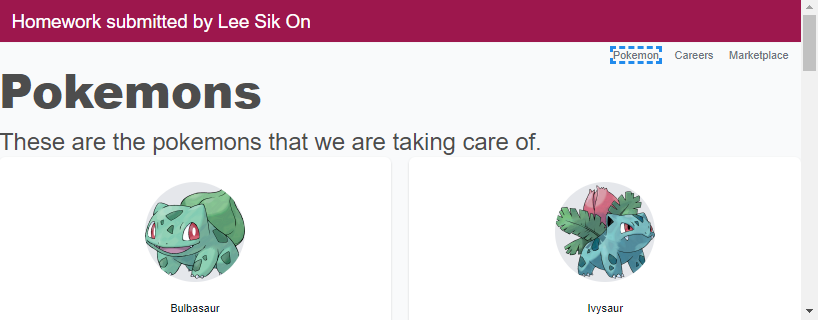 Homework submitted by Lee Sik On
Pokemon Careers Marketplace
Pokemons
These are the pokemons that we are taking care of.
Bulbasaur
Ivysaur